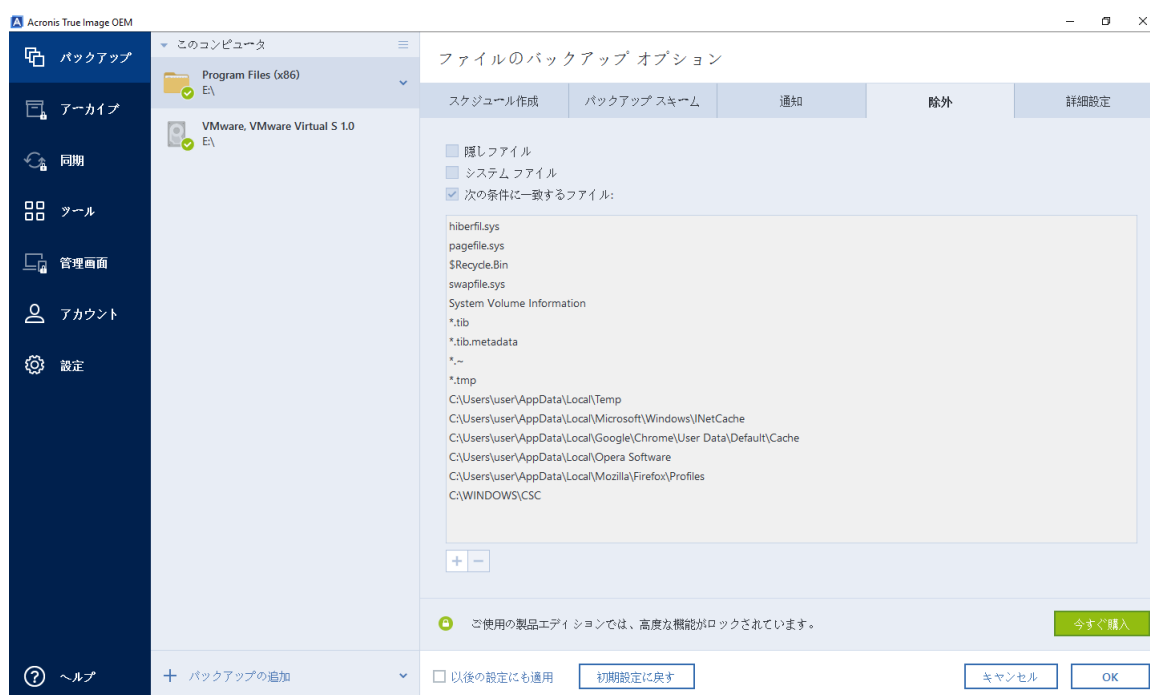 Acronis True Image OEM
バックアップ
アーカイブ
同期
ツール
管理画面
アカウント
設定
ヘルプ
このコンピュータ
Program Files (x86)
E:\
VMware, VMware Virtual S 1.0
E:\
バックアップの追加
ファイルのバックアップ オプション
スケジュール作成
バックアップ スキーム
通知
除外
詳細設定
隠しファイル
システム ファイル
次の条件に一致するファイル:
hiberfil.sys
pagefile.sys
$Recycle.Bin
swapfile.sys
System Volume Information
*.tib
*.tib.metadata
*.~
*.tmp
C:\Users\user\AppData\Local\Temp
C:\Users\user\AppData\Local\Microsoft\Windows\INetCache
C:\Users\user\AppData\Local\Google\Chrome\User Data\Default\Cache
C:\Users\user\AppData\Local\Opera Software
C:\Users\user\AppData\Local\Mozilla\Firefox\Profiles
C:\WINDOWS\CSC
ご使用の製品エディションでは、高度な機能がロックされています。
今すぐ購入
以後の設定にも適用
初期設定に戻す
キャンセル
OK